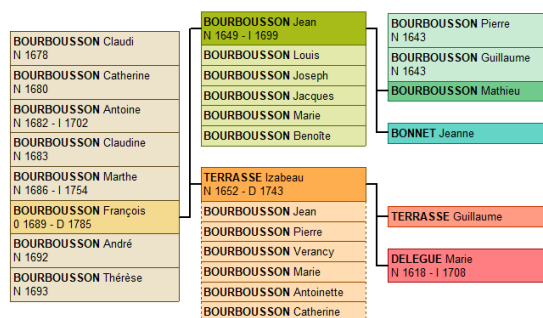 BOURBOUSSON Claudi
N 1678
BOURBOUSSON Catherine
N 1680
BOURBOUSSON Antoine
N 1682 - I 1702
BOURBOUSSON Claudine
N 1683
BOURBOUSSON Marthe
N 1686 - I 1754
BOURBOUSSON François
0 1689 - D 1785
BOURBOUSSON André
N 1692
BOURBOUSSON Thérèse
N 1693
BOURBOUSSON Jean
N 1649 - I 1699
BOURBOUSSON Louis
BOURBOUSSON Joseph
BOURBOUSSON Jacques
BOURBOUSSON Marie
BOURBOUSSON Benoîte
TERRASSE Izabeau
N 1652 - D 1743
BOURBOUSSON Jean
BOURBOUSSON Pierre
BOURBOUSSON Verancy
BOURBOUSSON Marie
BOURBOUSSON Antoinette
BOURBOUSSON Catherine
BOURBOUSSON Pierre
N 1643
BOURBOUSSON Guillaume
N 1643
BOURBOUSSON Mathieu
BONNET Jeanne
TERRASSE Guillaume
DELEGUE Marie
N 1618 - I 1708